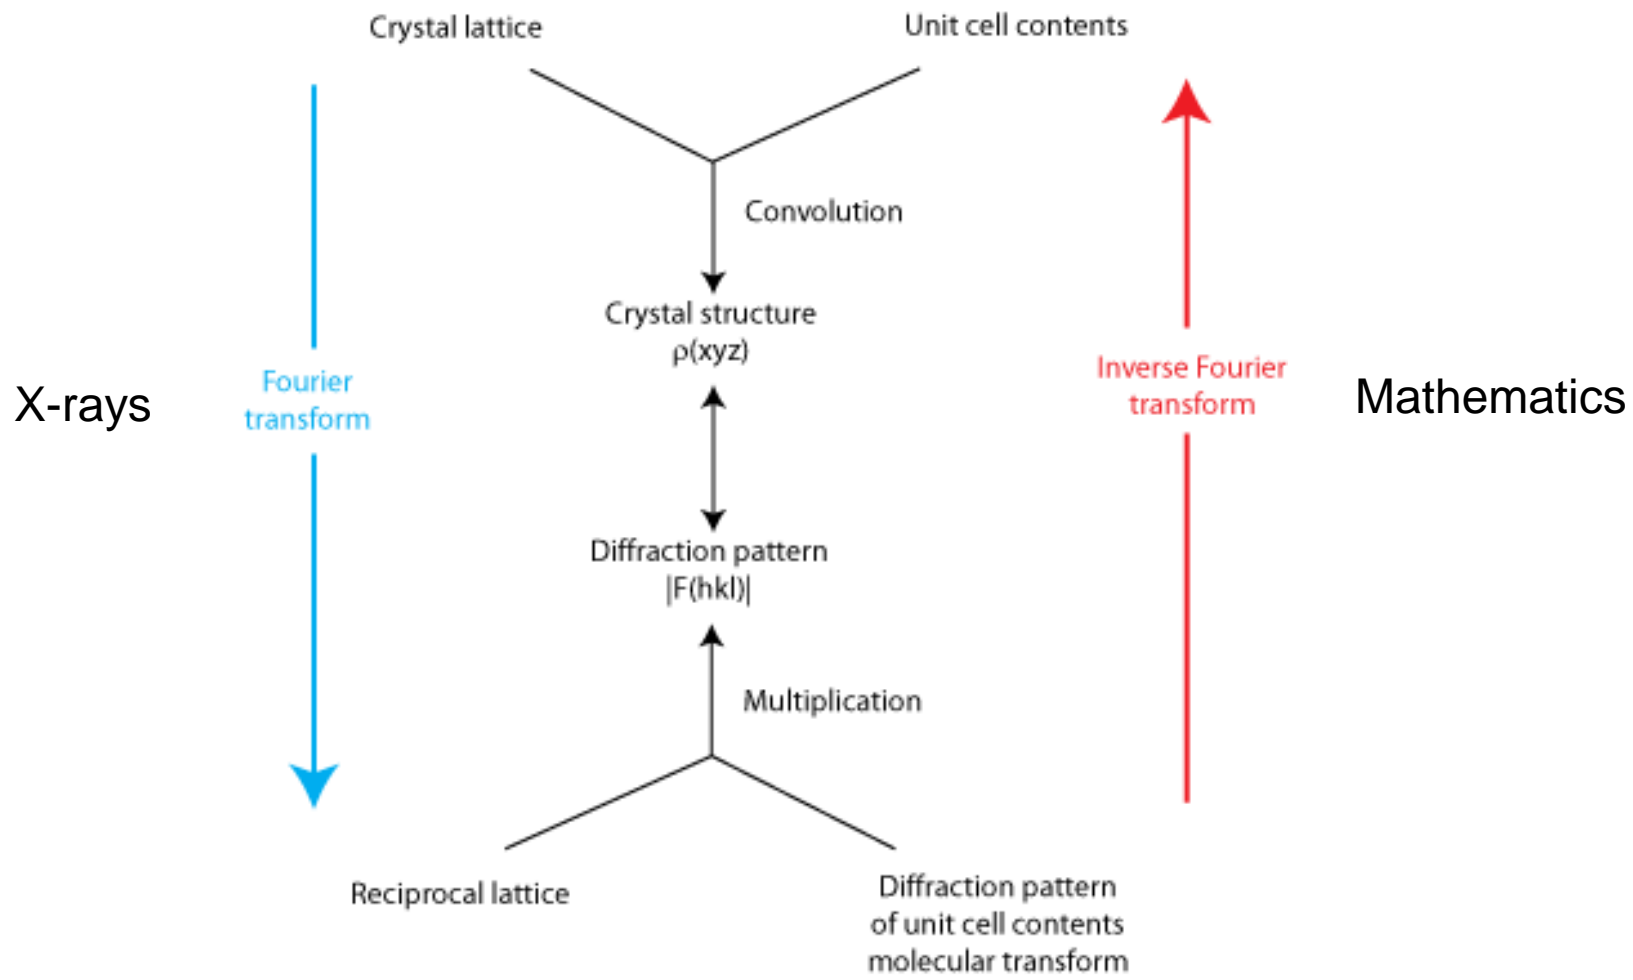 Crystal lattice
Unit cell contents
Convolution
Crystal structure
ρ(xyz)
X-rays
Fourier
transform
Inverse Fourier
transform
Mathematics
Diffraction pattern
|F(hkl)|
Multiplication
Reciprocal lattice
Diffraction pattern
of unit cell contents
molecular transform